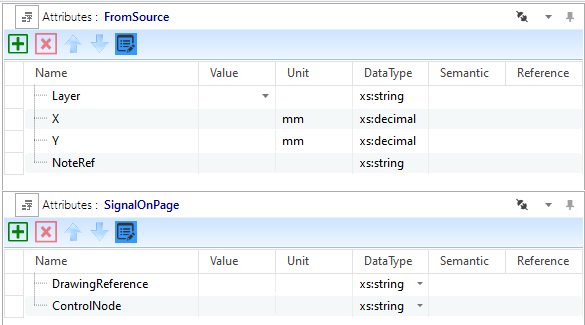 Attributes : FromSource
Name Value Unit DataType Semantic Reference
Layer xs:string
X mm xs:decimal
Y mm xs:decimal
NoteRef xs:string
Attributes : SignalOnPage
Name Value Unit DataType Semantic Reference
DrawingReference xs:string
ControlNode xs:string